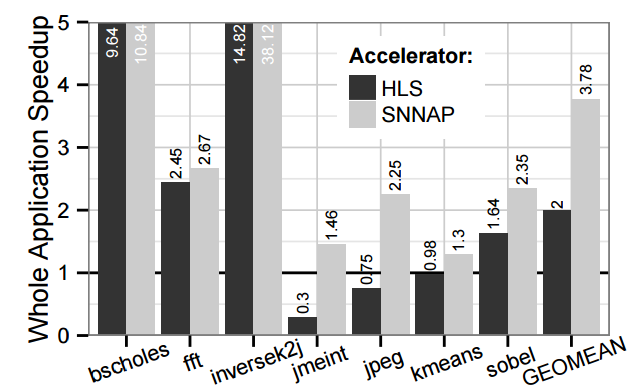 Whole Application Speedup
5
4
3
2
1
0
Accelerator:
HLS
SNNAP
9.64
10.84
2.45
2.67
14.82
38.12
0.3
1.46
0.75
2.25
0.98
1.3
1.64
2.35
2
3.78
bscholes
fft
inversek2j
jmeint
jpeg
kmeans
sobel
GEOMEAN